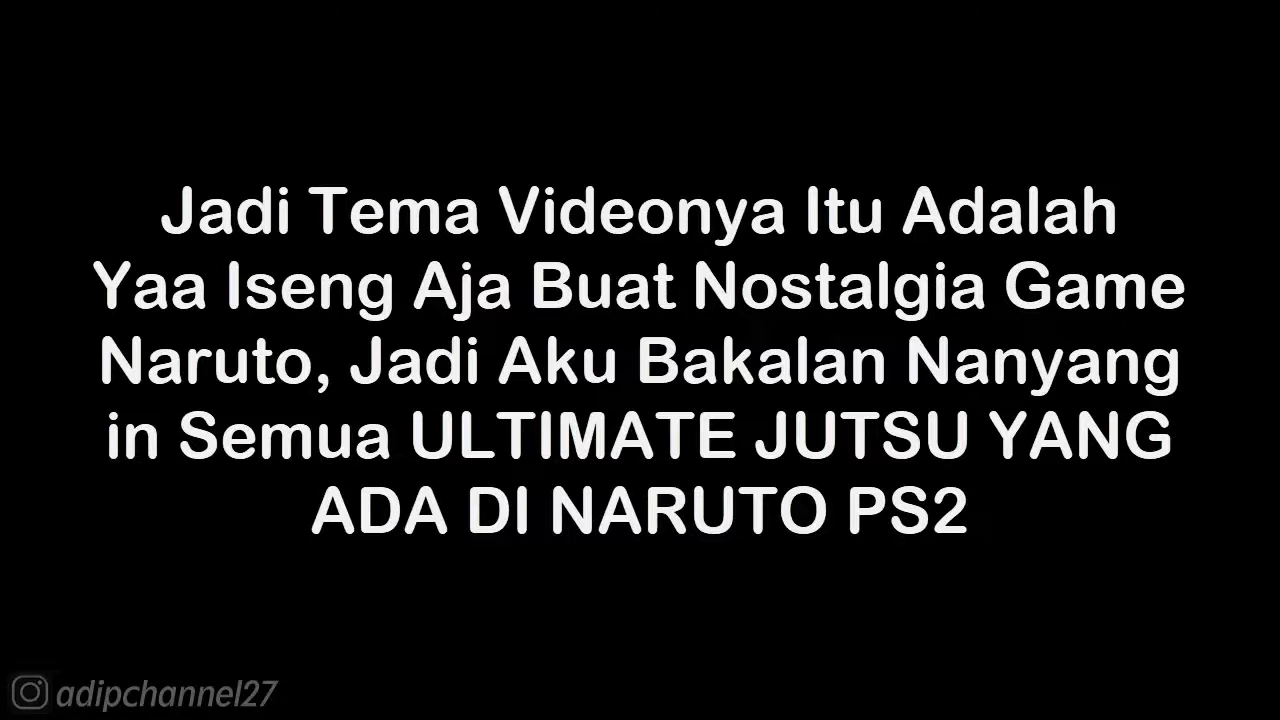 Jadi Tema Videonya Itu Adalah
Yaa Iseng Aja Buat Nostalgia Game
Naruto, Jadi Aku Bakalan Nanyang
in Semua ULTIMATE JUTSU YANG
ADA DI NARUTO PS2
adipchannel27